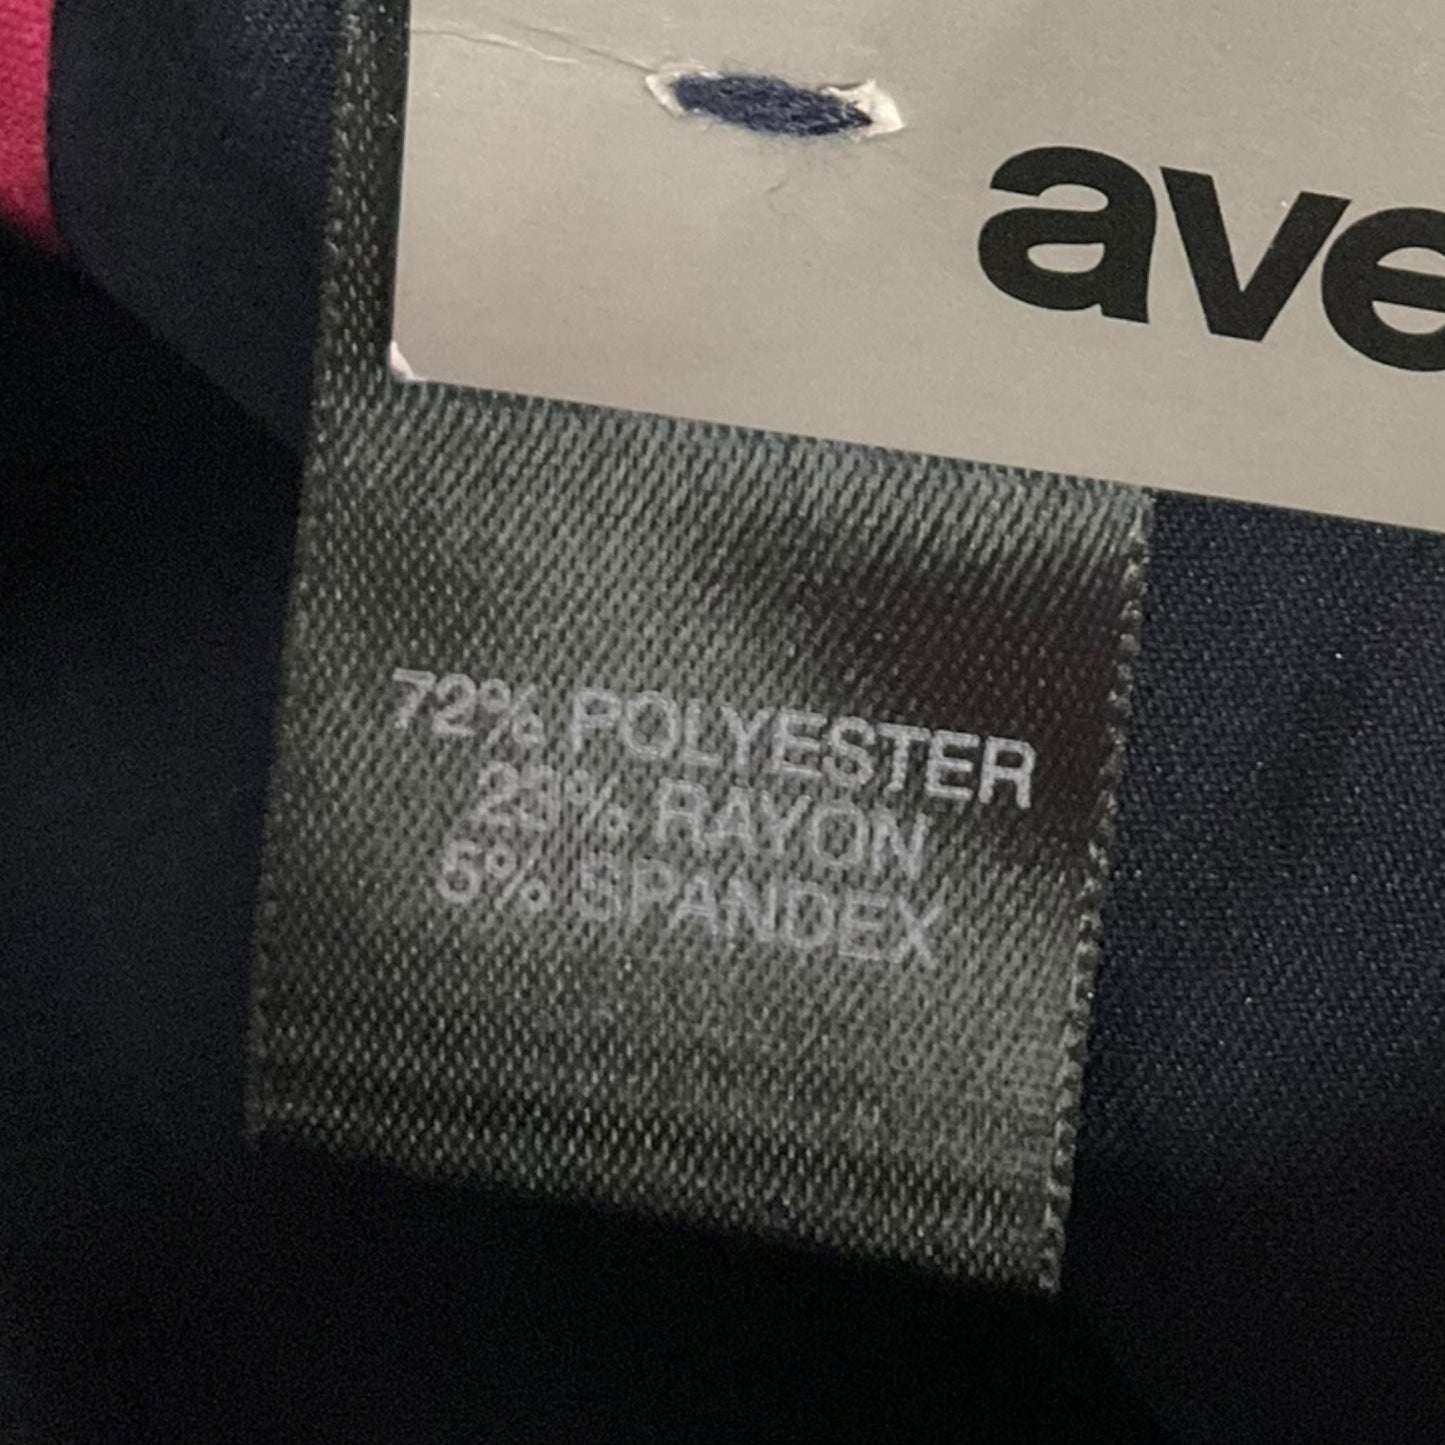 ave
72% POLYESTER
23% RAYON
5% SPANDEX